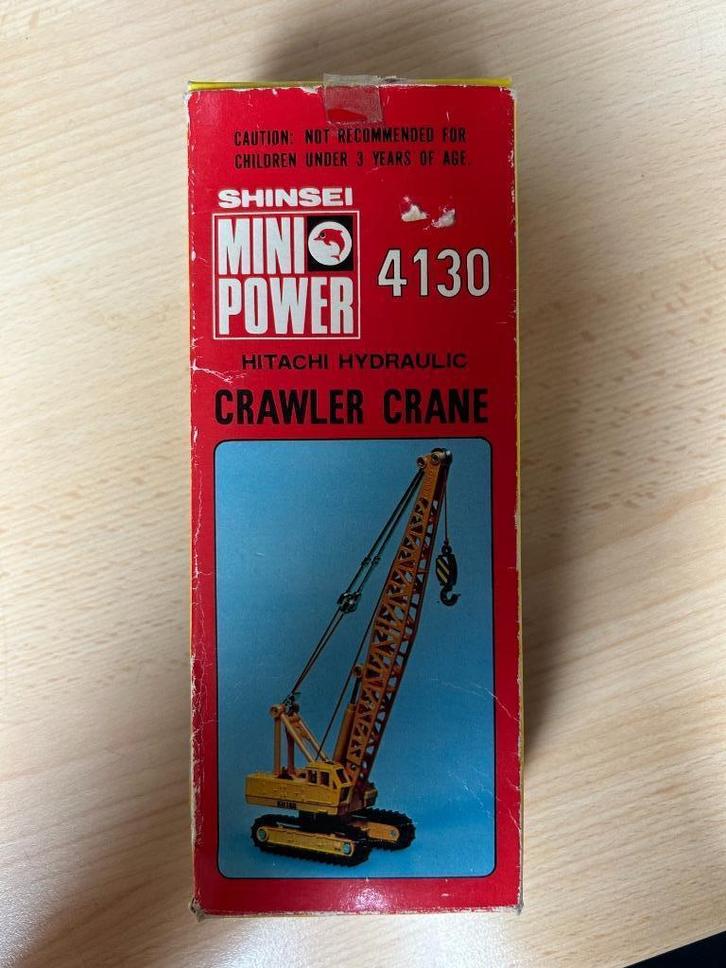 CAUTION: NOT RECOMMENDED FOR
CHILDREN UNDER 3 YEARS OF AGE.
SHINSEI
MINI
POWER
4130
HITACHI HYDRAULIC
CRAWLER CRANE